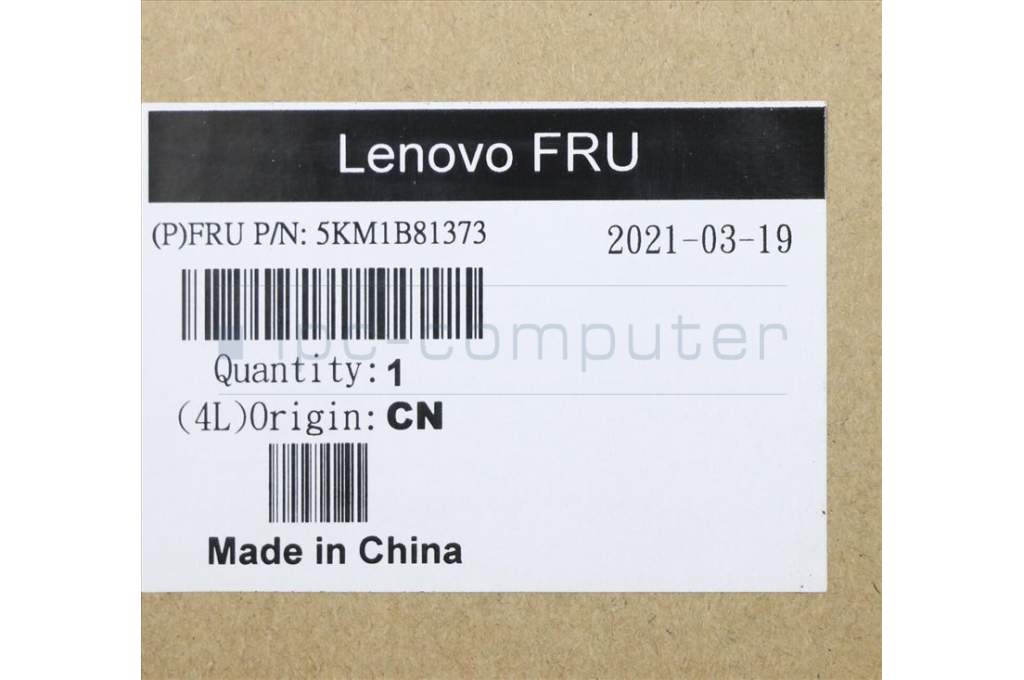 Lenovo FRU
(P)FRU P/N: 5KM1B81373
2021-03-19
ipc-computer
Quantity: 1
(4L)Origin: CN
Made in China